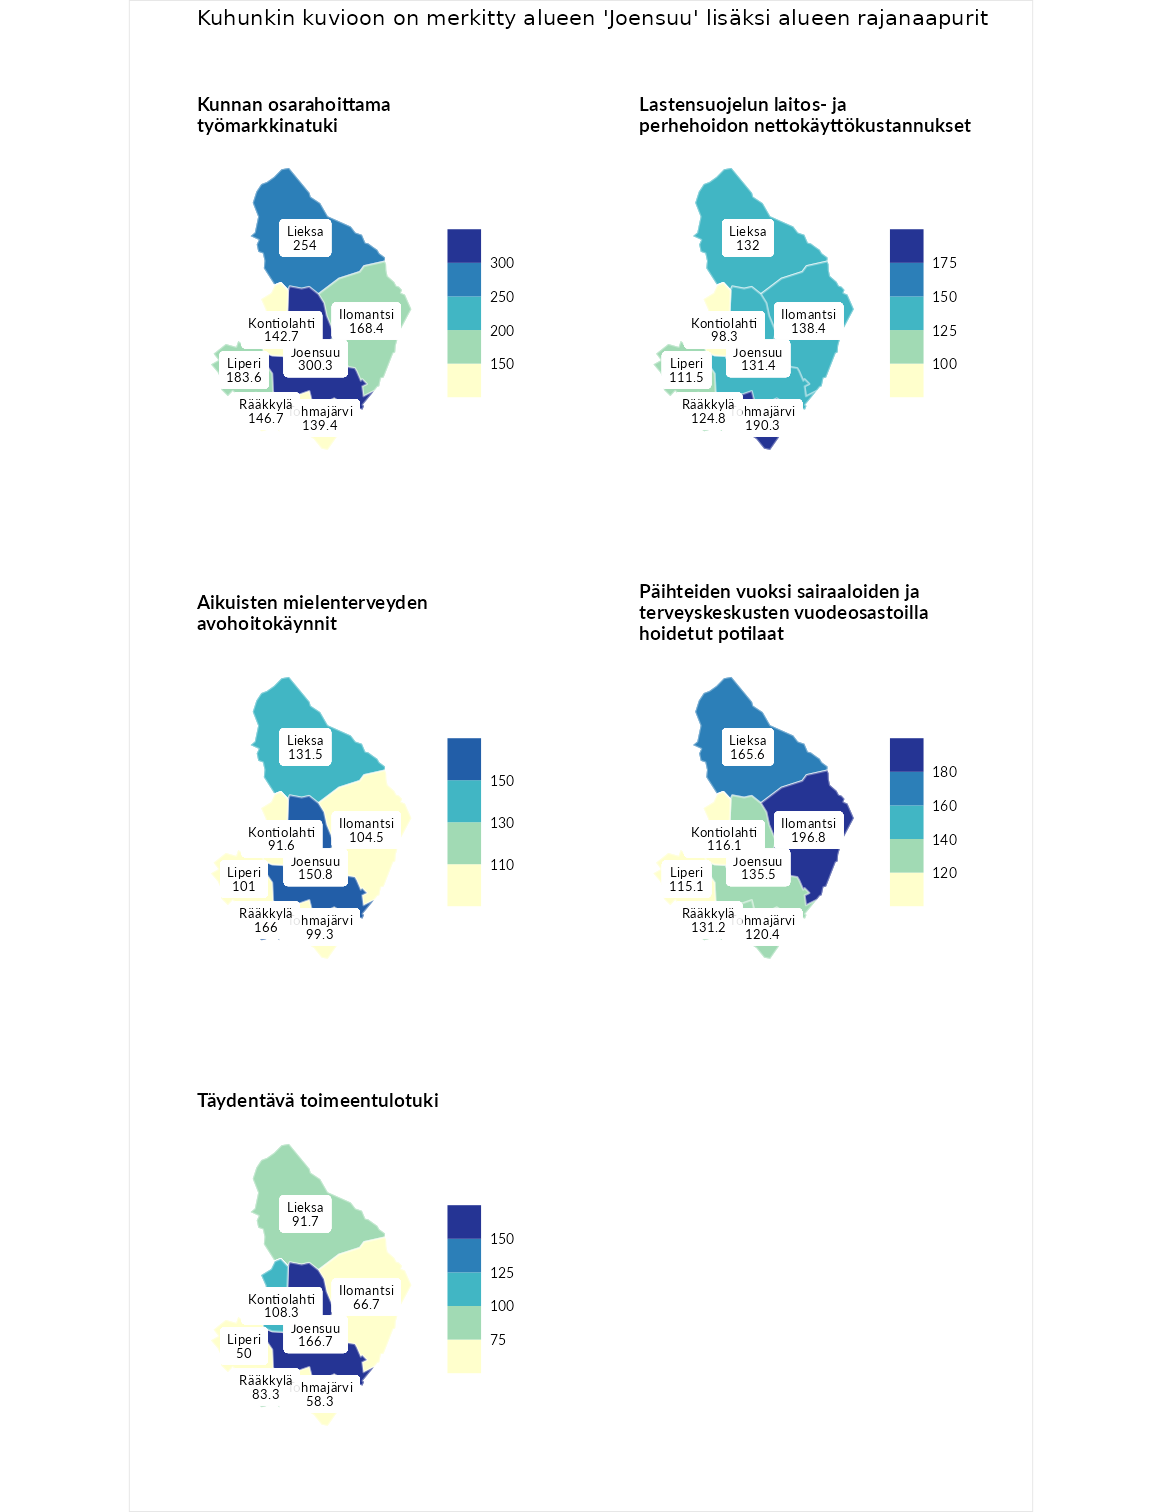 Kuhunkin kuvioon on merkitty alueen 'Joensuu' lisäksi alueen rajanaapurit
Kunnan osarahoittama
työmarkkinatuki
Lieksa
254
Ilomantsi
168.4
Kontiolahti
142.7
Joensuu
300.3
Liperi
183.6
Rääkkylä
146.7
ohmajärvi
139.4
300
250
200
150
Lastensuojelun laitos- ja
perhehoidon nettokäyttökustannukset
Lieksa
132
Ilomantsi
138.4
Kontiolahti
98.3
Joensuu
131.4
Liperi
111.5
Rääkkylä
124.8
ohmajärvi
190.3
175
150
125
100
Aikuisten mielenterveyden
avohoitokäynnit
Lieksa
131.5
Ilomantsi
104.5
Kontiolahti
91.6
Joensuu
150.8
Liperi
101
Rääkkylä
166
ohmajärvi
99.3
150
130
110
Päihteiden vuoksi sairaaloiden ja
terveyskeskusten vuodeosastoilla
hoidetut potilaat
Lieksa
165.6
Ilomantsi
196.8
Kontiolahti
116.1
Joensuu
135.5
Liperi
115.1
Rääkkylä
131.2
ohmajärvi
120.4
180
160
140
120
Täydentävä toimeentulotuki
Lieksa
91.7
Ilomantsi
66.7
Kontiolahti
108.3
Joensuu
166.7
Liperi
50
Rääkkylä
83.3
ohmajärvi
58.3
150
125
100
75